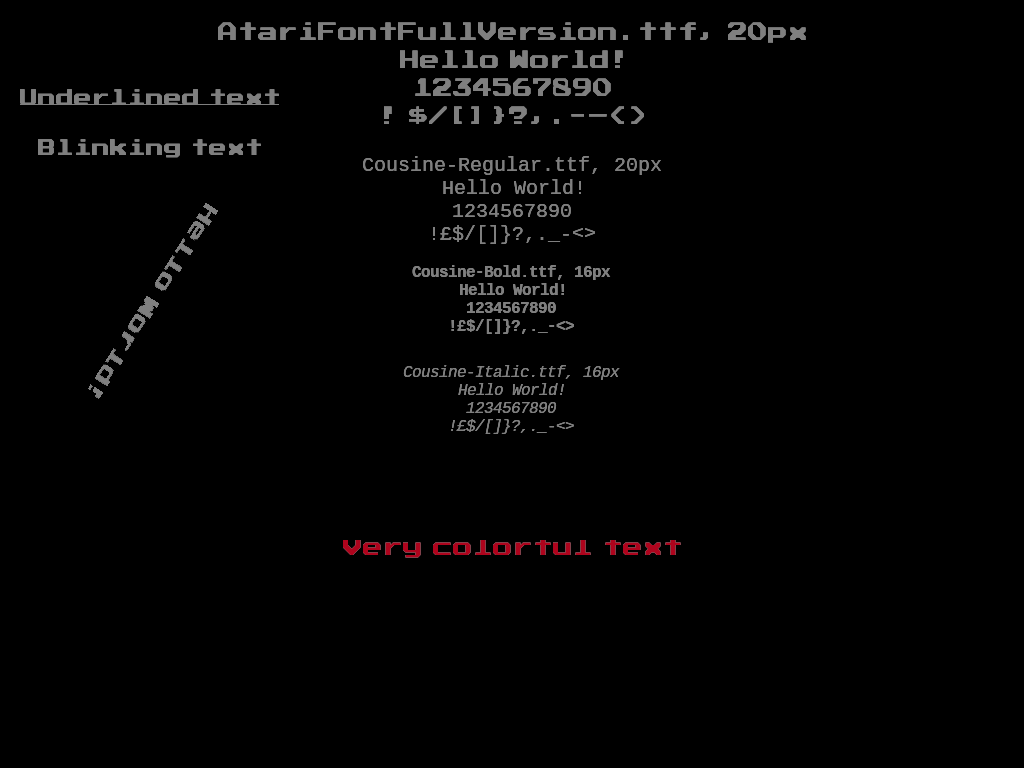 AtariFontFullVersion.ttf, 20px
Hello World!
1234567890
! $/[]}?,.--<>
Underlined text
Blinking text
Cousine-Regular.ttf, 20px
Hello World!
1234567890
!£$/[]}?,._-<>
Hello World!
Cousine-Bold.ttf, 16px
Hello World!
1234567890
!£$/[]}?,._-<>
Cousine-Italic.ttf, 16px
Hello World!
1234567890
!£$/[]}?,._-<>
Very colorful text